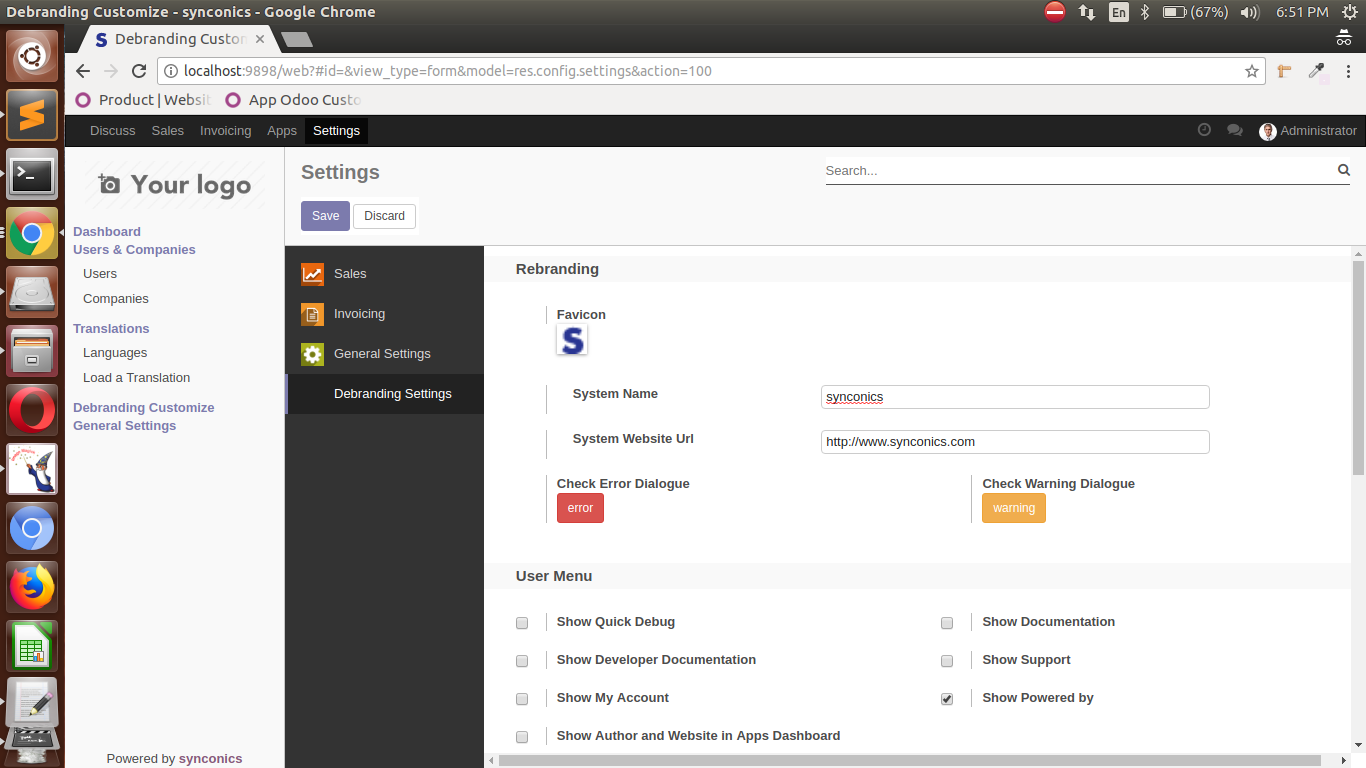 Debranding Customize - synconics - Google Chrome
En
(67%)
6:51 PM
Debranding Custom
localhost:9898/web?#id=&view_type=form&model=res.config.settings&action=100
Product | Websit
App Odoo Custo
Discuss
Sales
Invoicing
Apps
Settings
Administrator
Your logo
Settings
Search...
Save
Discard
Dashboard
Users & Companies
Users
Companies
Translations
Languages
Load a Translation
Debranding Customize
General Settings
Powered by synconics
Sales
Invoicing
General Settings
Debranding Settings
Rebranding
Favicon
S
System Name
synconics
System Website Url
http://www.synconics.com
Check Error Dialogue
error
Check Warning Dialogue
warning
User Menu
Show Quick Debug
Show Documentation
Show Developer Documentation
Show Support
Show My Account
Show Powered by
Show Author and Website in Apps Dashboard